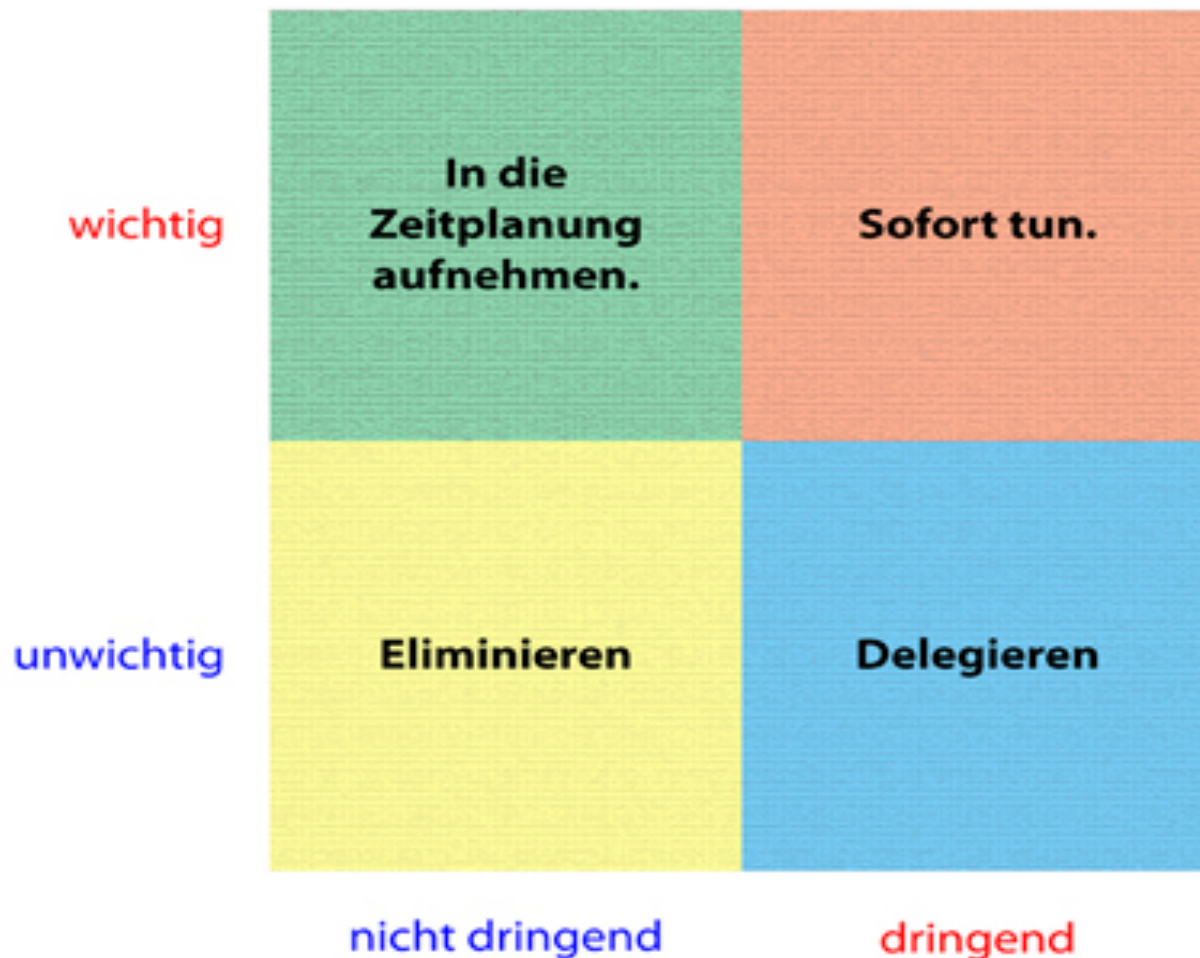 In die
Zeitplanung
aufnehmen.
Sofort tun.
wichtig
Eliminieren
Delegieren
unwichtig
nicht dringend
dringend